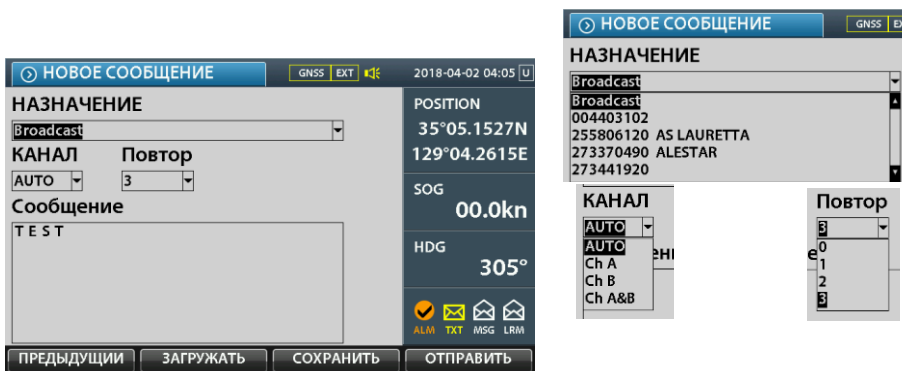 НОВОЕ СООБЩЕНИЕ GNSS EXT 2018-04-02 04:05 U
НАЗНАЧЕНИЕ
Broadcast
КАНАЛ Повтор
AUTO 3
Сообщение
TEST
POSITION
35°05.1527N
129°04.2615E
SOG
00.0kn
HDG
305°
ALM TXT MSG LRM
ПРЕДЫДУЩИИ ЗАГРУЖАТЬ СОХРАНИТЬ ОТПРАВИТЬ
НОВОЕ СООБЩЕНИЕ GNSS
НАЗНАЧЕНИЕ
Broadcast
Broadcast
004403102
255806120 AS LAURETTA
273370490 ALESTAR
273441920
КАНАЛ
AUTO
AUTO
Ch A
Ch B
Ch A&B
Повтор
3
0
1
2
3